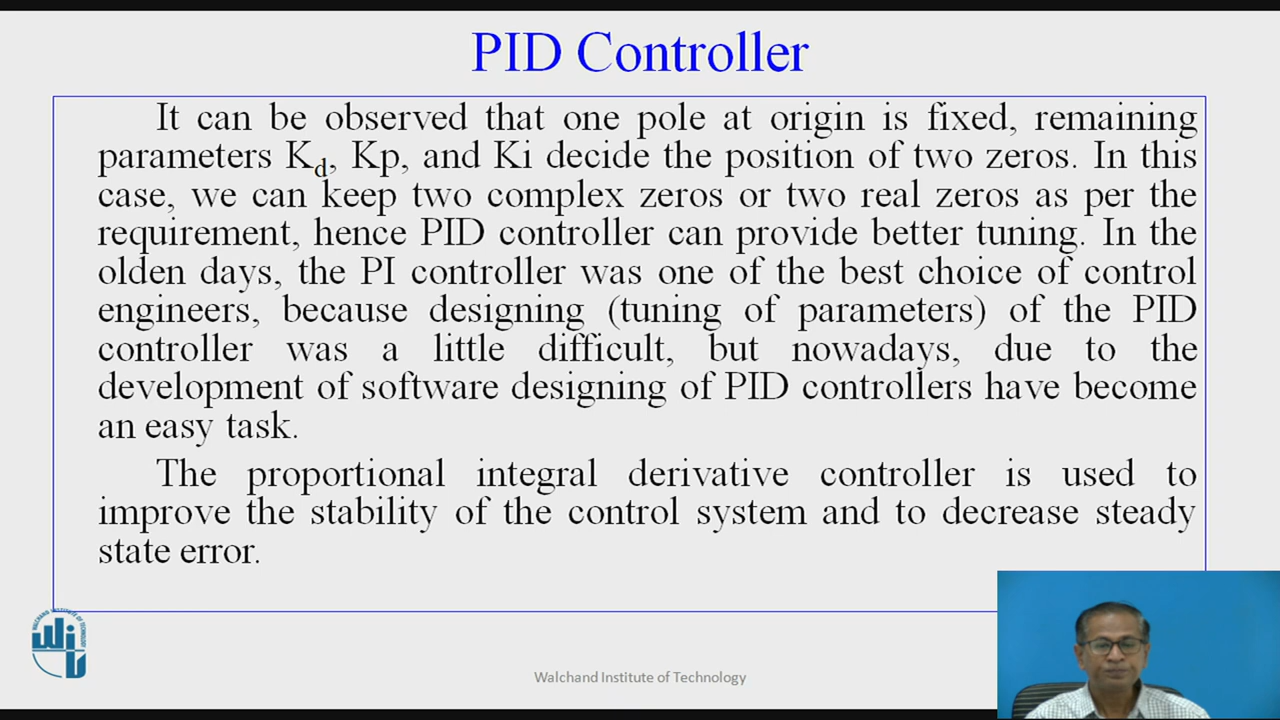 PID Controller
It can be observed that one pole at origin is fixed, remaining
parameters Kd, Kp, and Ki decide the position of two zeros. In this
case, we can keep two complex zeros or two real zeros as per the
requirement, hence PID controller can provide better tuning. In the
olden days, the PI controller was one of the best choice of control
engineers, because designing (tuning of parameters) of the PID
controller was a little difficult, but nowadays, due to the
development of software designing of PID controllers have become
an easy task.
The proportional integral derivative controller is used to
improve the stability of the control system and to decrease steady
state error.
Walchand Institute of Technology